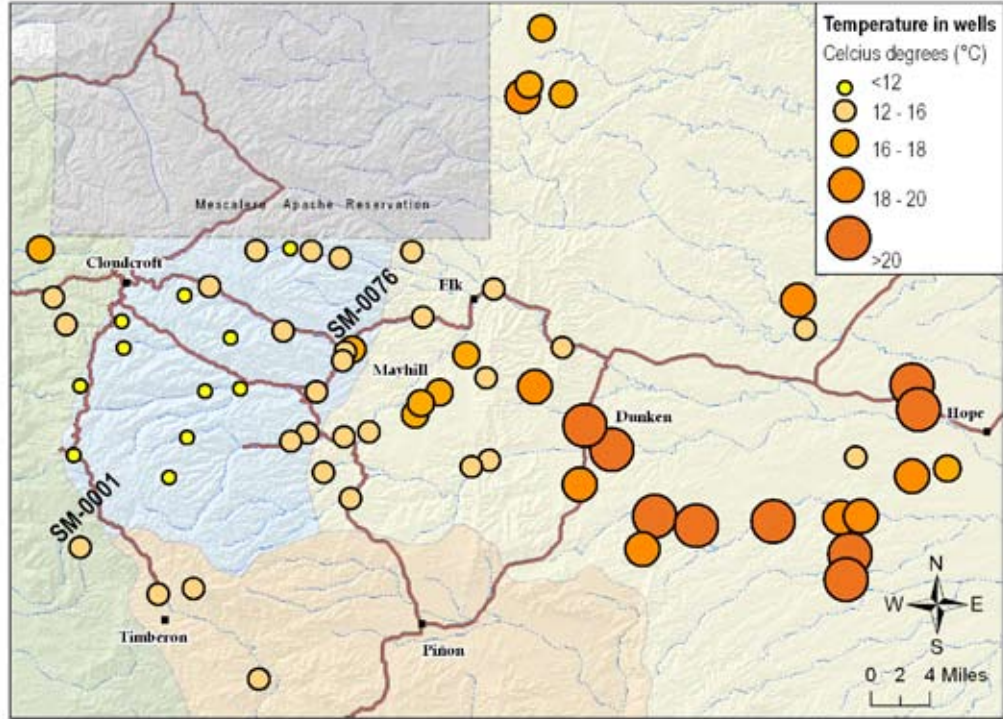 Temperature in wells
Celcius degrees (°C)
<12
12 - 16
16 - 18
18 - 20
>20
Mescalero Apache Reservation
Cloudcroft
Elk
SM-0076
Mayhill
Dunken
Hope
SM-0001
Timberon
Piñon
N
W E
S
0 2 4 Miles